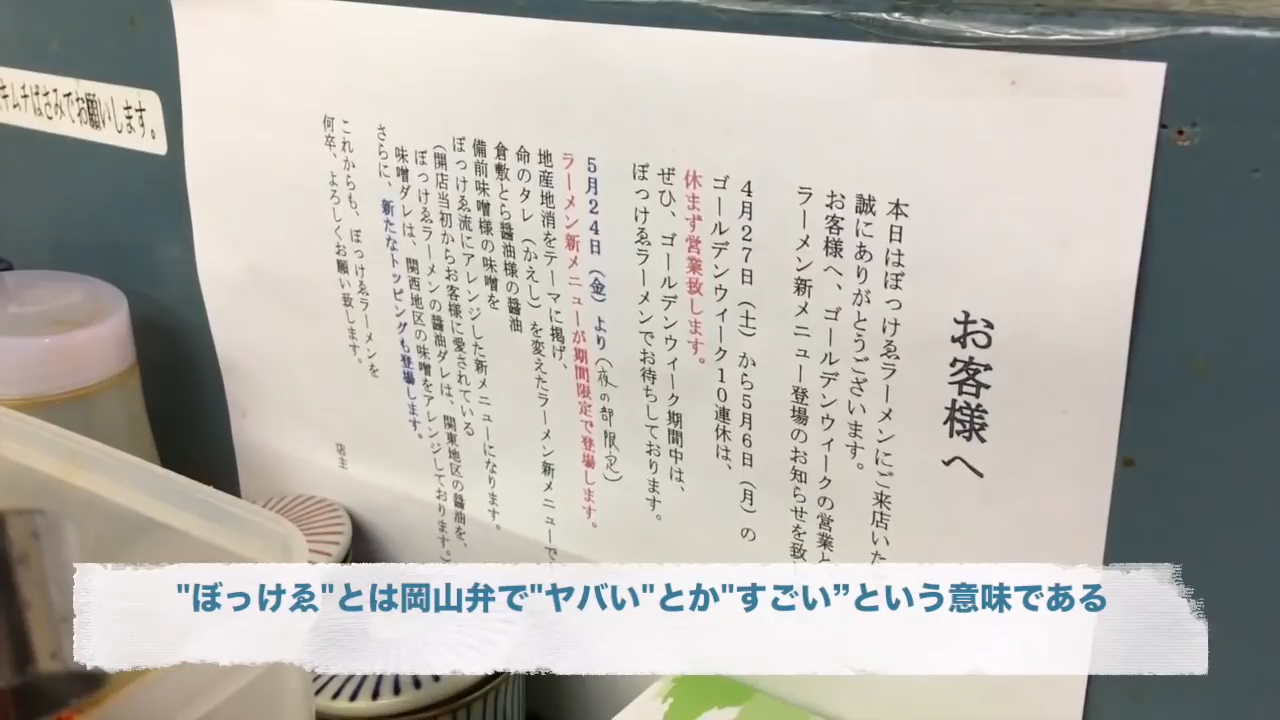 キムチばさみでお願いします。
お客様へ
本日はぼっけゑラーメンにご来店いた
誠にありがとうございます。
お客様へ、ゴールデンウィークの営業と
ラーメン新メニュー登場のお知らせを致
４月２７日（土）から５月６日（月）の
ゴールデンウィーク１０連休は、
休まず営業致します。
ぜひ、ゴールデンウィーク期間中は、
ぼっけゑラーメンでお待ちしております。
５月２４日（金）より（夜の部限定）
ラーメン新メニューが期間限定で登場します。
地産地消をテーマに掲げ、
命のタレ（かえし）を変えたラーメン新メニューで
倉敷とら醤油様の醤油
備前味噌様の味噌を
ぼっけゑ流にアレンジした新メニューになります。
（開店当初からお客様に愛されている
ぼっけゑラーメンの醤油ダレは、関東地区の醤油を、
味噌ダレは、関西地区の味噌をアレンジしております。）
さらに、新たなトッピングも登場します。
これからも、ぼっけゑラーメンを
何卒、よろしくお願い致します。
店主
"ぼっけゑ"とは岡山弁で"ヤバい"とか"すごい”という意味である